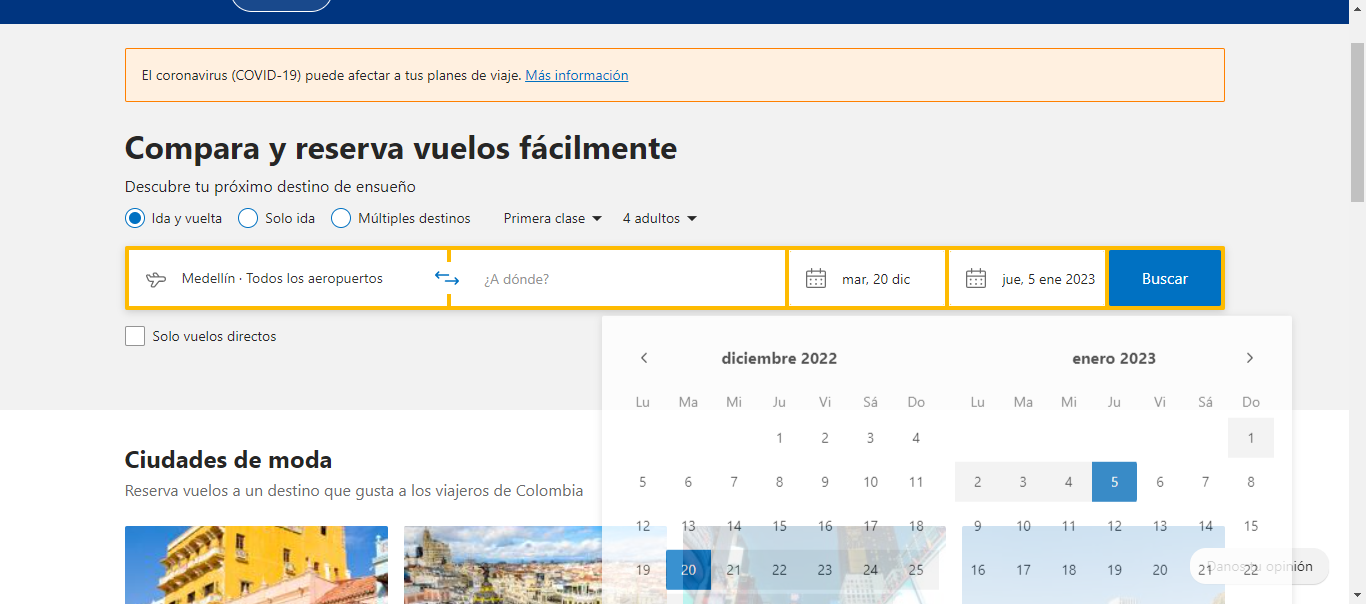 El coronavirus (COVID-19) puede afectar a tus planes de viaje. Más información
Compara y reserva vuelos fácilmente
Descubre tu próximo destino de ensueño
Ida y vuelta Solo ida Múltiples destinos Primera clase 4 adultos
Medellín · Todos los aeropuertos ¿A dónde? mar, 20 dic jue, 5 ene 2023 Buscar
Solo vuelos directos
diciembre 2022 enero 2023
Lu Ma Mi Ju Vi Sá Do Lu Ma Mi Ju Vi Sá Do
1 2 3 4 1
5 6 7 8 9 10 11 2 3 4 5 6 7 8
Ciudades de moda
Reserva vuelos a un destino que gusta a los viajeros de Colombia
12 13 14 15 16 17 18 9 10 11 12 13 14 15
19 20 21 22 23 24 25 16 17 18 19 20 21 22
Danos tu opinión